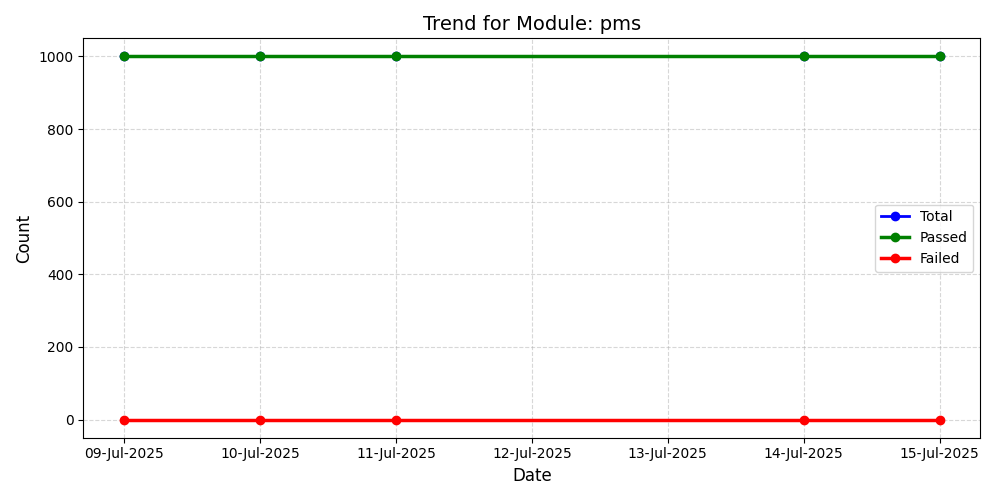 Trend for Module: pms
1000
800
600
400
200
0
Count
Total
Passed
Failed
09-Jul-2025 10-Jul-2025 11-Jul-2025 12-Jul-2025 13-Jul-2025 14-Jul-2025 15-Jul-2025
Date